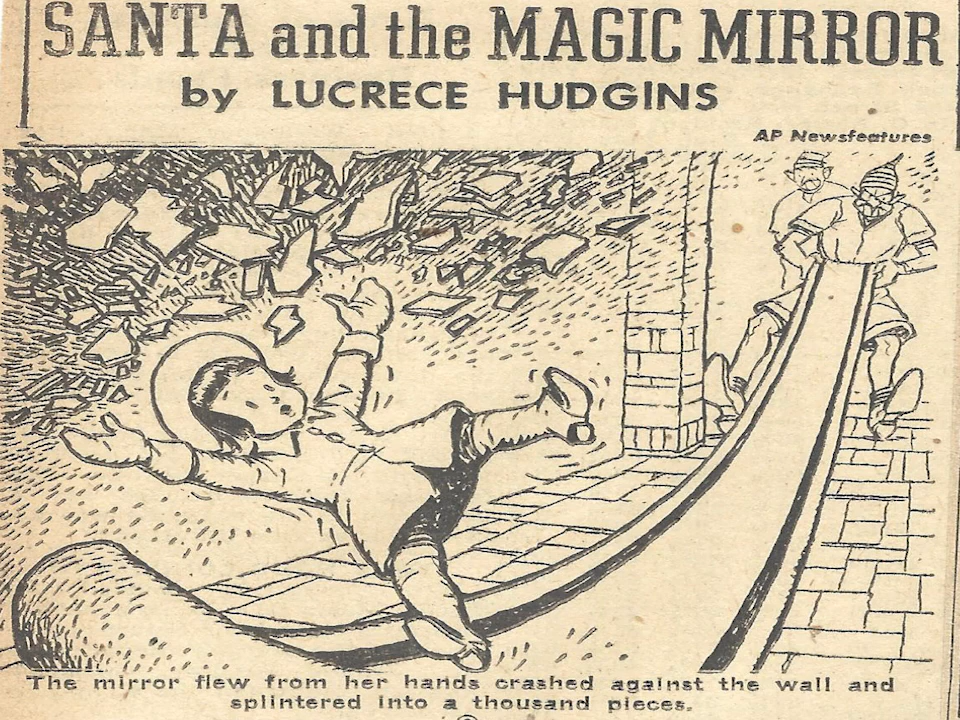 SANTA and the MAGIC MIRROR
by LUCRECE HUDGINS
AP Newsfeatures
The mirror flew from her hands crashed against the wall and
splintered into a thousand pieces.